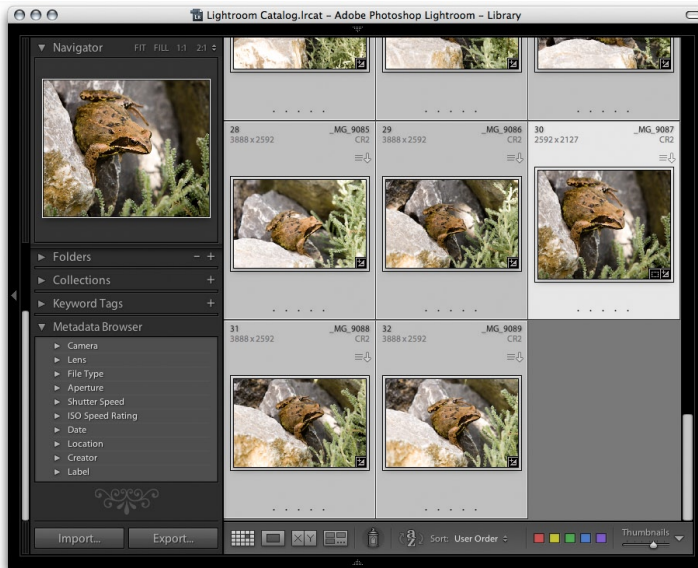 Lightroom Catalog.lrcat – Adobe Photoshop Lightroom – Library
Navigator FIT FILL 1:1 2:1
28 _MG_9085
3888 x 2592 CR2
29 _MG_9086
3888 x 2592 CR2
30 _MG_9087
2592 x 2127 CR2
Folders − +
Collections +
Keyword Tags +
Metadata Browser
Camera
Lens
File Type
Aperture
Shutter Speed
ISO Speed Rating
Date
Location
Creator
Label
31 _MG_9088
3888 x 2592 CR2
32 _MG_9089
3888 x 2592 CR2
Import... Export...
X Y
a z
Sort: User Order
Thumbnails